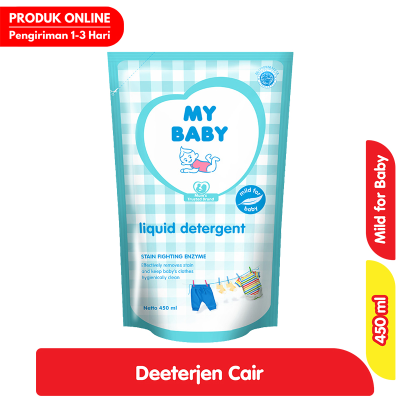 PRODUK ONLINE
Pengiriman 1-3 Hari
MY
BABY
mild for
baby
liquid detergent
STAIN FIGHTING ENZYME
Effectively removes stain
and keep baby's clothes
hygienically clean
Netto 450 ml
Mild for Baby
450 ml
Deeterjen Cair